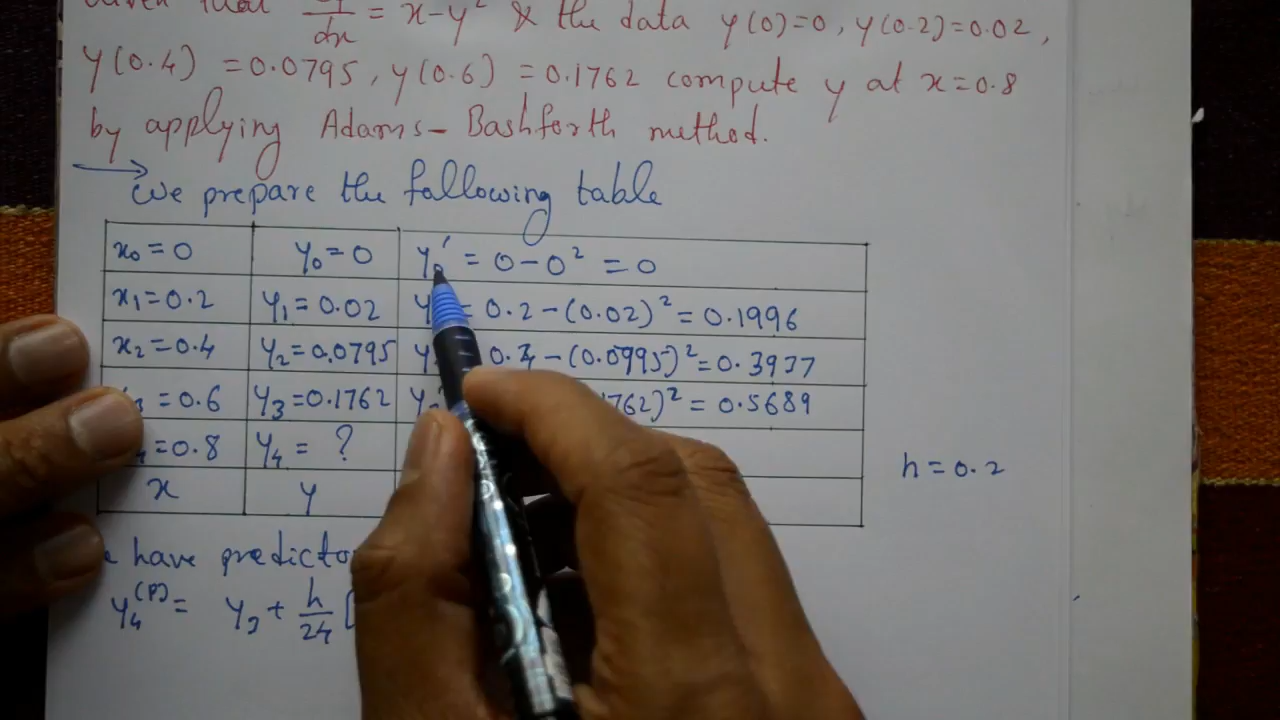 dx = x-y² & the data y(0)=0, y(0.2)=0.02,
y(0.4) =0.0795, y(0.6) =0.1762 compute y at x=0.8
by applying Adams-Bashforth method.
→ We prepare the following table
x₀=0 y₀=0 y₀' = 0-0² = 0
x₁=0.2 y₁=0.02 = 0.2-(0.02)² = 0.1996
x₂=0.4 y₂=0.0795 0.4-(0.0795)²=0.3937
=0.6 y₃=0.1762 762)² = 0.5689
=0.8 y₄ = ?
x y
h=0.2
have predicto
y₄⁽ᴾ⁾= y₃+ h/24 [